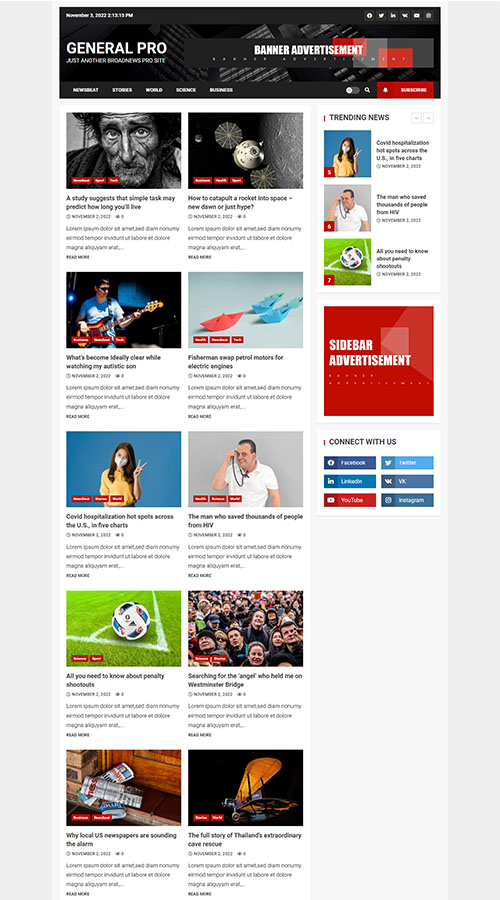 November 3, 2022 2:13:15 PM
GENERAL PRO
JUST ANOTHER BROADNEWS PRO SITE
BANNER ADVERTISEMENT
BANNER ADVERTISEMENT
NEWSBEAT STORIES WORLD SCIENCE BUSINESS
SUBSCRIBE
Newsbeat Sport Tech
A study suggests that simple task may
predict how long you'll live
NOVEMBER 2, 2022 0
Lorem ipsum dolor sit amet,sed diam nonumy
eirmod tempor invidunt ut labore et dolore
magna aliquyam erat,...
READ MORE
Business Health Sport
How to catapult a rocket into space –
new dawn or just hype?
NOVEMBER 2, 2022 0
Lorem ipsum dolor sit amet,sed diam nonumy
eirmod tempor invidunt ut labore et dolore
magna aliquyam erat,...
READ MORE
Business Newsbeat Tech
What's become Ideally clear while
watching my autistic son
NOVEMBER 2, 2022 0
Lorem ipsum dolor sit amet,sed diam nonumy
eirmod tempor invidunt ut labore et dolore
magna aliquyam erat,...
READ MORE
Health Newsbeat Tech
Fisherman swap petrol motors for
electric engines
NOVEMBER 2, 2022 0
Lorem ipsum dolor sit amet,sed diam nonumy
eirmod tempor invidunt ut labore et dolore
magna aliquyam erat,...
READ MORE
Newsbeat Stories World
Covid hospitalization hot spots across
the U.S., in five charts
NOVEMBER 2, 2022 0
Lorem ipsum dolor sit amet,sed diam nonumy
eirmod tempor invidunt ut labore et dolore
magna aliquyam erat,...
READ MORE
Health Science World
The man who saved thousands of people
from HIV
NOVEMBER 2, 2022 0
Lorem ipsum dolor sit amet,sed diam nonumy
eirmod tempor invidunt ut labore et dolore
magna aliquyam erat,...
READ MORE
Science Sport
All you need to know about penalty
shootouts
NOVEMBER 2, 2022 0
Lorem ipsum dolor sit amet,sed diam nonumy
eirmod tempor invidunt ut labore et dolore
magna aliquyam erat,...
READ MORE
Science Stories
Searching for the 'angel' who held me on
Westminster Bridge
NOVEMBER 2, 2022 0
Lorem ipsum dolor sit amet,sed diam nonumy
eirmod tempor invidunt ut labore et dolore
magna aliquyam erat,...
READ MORE
Business Newsbeat
Why local US newspapers are sounding
the alarm
NOVEMBER 2, 2022 0
Lorem ipsum dolor sit amet,sed diam nonumy
eirmod tempor invidunt ut labore et dolore
magna aliquyam erat,...
READ MORE
Stories World
The full story of Thailand's extraordinary
cave rescue
NOVEMBER 2, 2022 0
Lorem ipsum dolor sit amet,sed diam nonumy
eirmod tempor invidunt ut labore et dolore
magna aliquyam erat,...
READ MORE
TRENDING NEWS
5
Covid hospitalization
hot spots across the
U.S., in five charts
NOVEMBER 2, 2022
6
The man who saved
thousands of people
from HIV
NOVEMBER 2, 2022
7
All you need to know
about penalty
shootouts
NOVEMBER 2, 2022
SIDEBAR
ADVERTISEMENT
BANNER
ADVERTISEMENT
CONNECT WITH US
Facebook Twitter
LinkedIn VK
YouTube Instagram